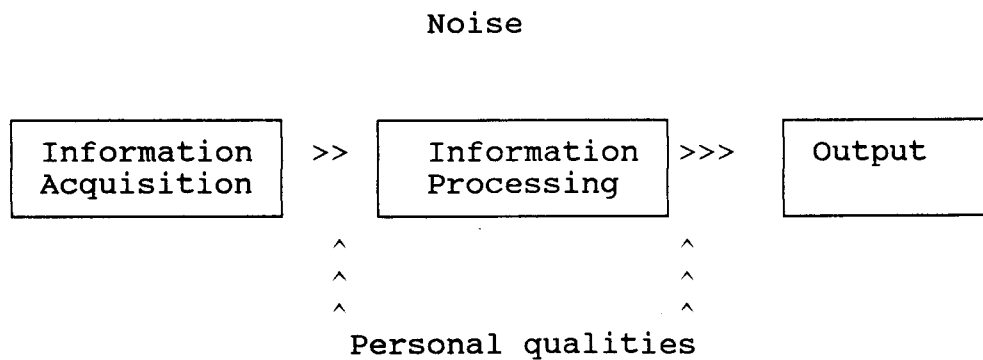 Noise
Information >> Information >>> Output
Acquisition Processing
^ ^
^ ^
^ ^
Personal qualities